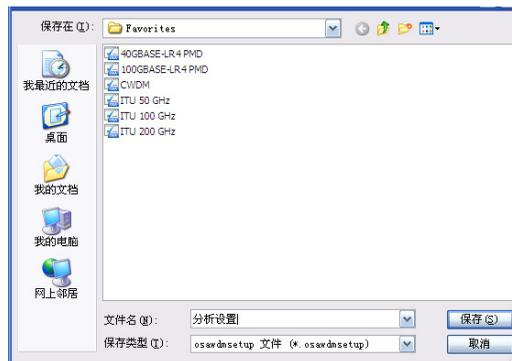 保存在(I):
Favorites
我最近的文档
桌面
我的文档
我的电脑
网上邻居
40GBASE-LR4 PMD
100GBASE-LR4 PMD
CWDM
ITU 50 GHz
ITU 100 GHz
ITU 200 GHz
文件名(N):
分析设置
保存(S)
保存类型(T):
osawdmsetup 文件 (*.osawdmsetup)
取消